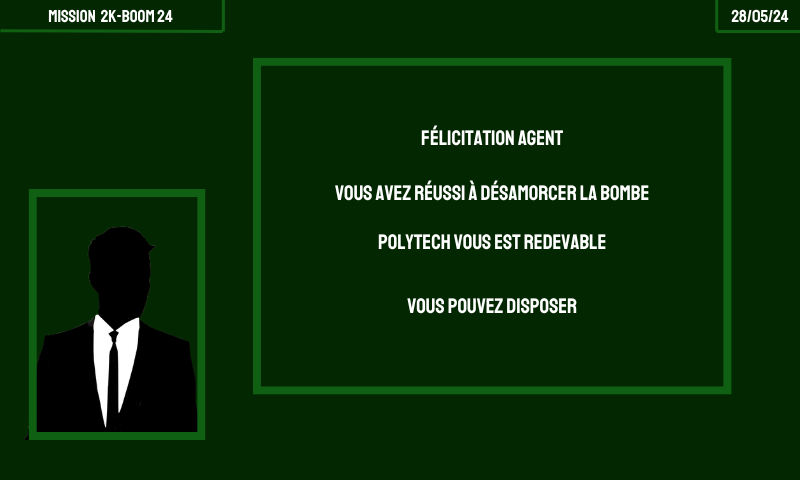 MISSION 2K-BOOM 24
28/05/24
FÉLICITATION AGENT
VOUS AVEZ RÉUSSI À DÉSAMORCER LA BOMBE
POLYTECH VOUS EST REDEVABLE
VOUS POUVEZ DISPOSER